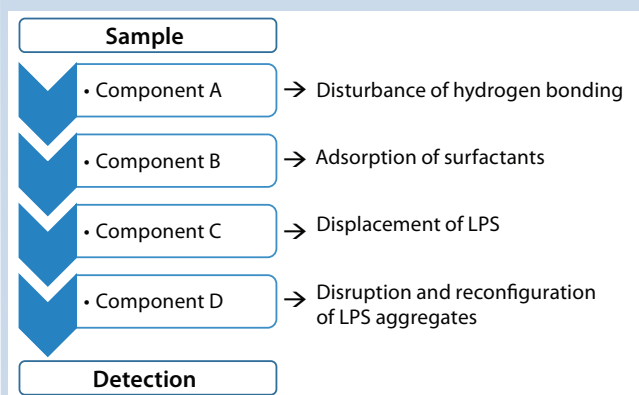 Sample
• Component A → Disturbance of hydrogen bonding
• Component B → Adsorption of surfactants
• Component C → Displacement of LPS
• Component D → Disruption and reconfiguration
of LPS aggregates
Detection